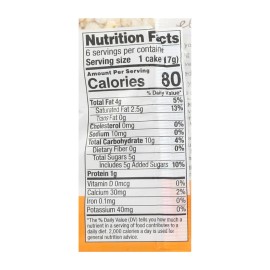 Nutrition Facts
6 servings per container
Serving size 1 cake (17g)
Amount Per Serving
Calories 80
% Daily Value*
Total Fat 4g 5%
Saturated Fat 2.5g 13%
Trans Fat 0g
Cholesterol 0mg 0%
Sodium 10mg 0%
Total Carbohydrate 10g 4%
Dietary Fiber 0g 0%
Total Sugars 5g
Includes 5g Added Sugars 10%
Protein 1g
Vitamin D 0mcg 0%
Calcium 30mg 2%
Iron 0.1mg 0%
Potassium 40mg 0%
*The % Daily Value (DV) tells you how much a
nutrient in a serving of food contributes to a
daily diet. 2,000 calories a day is used for
general nutrition advice.